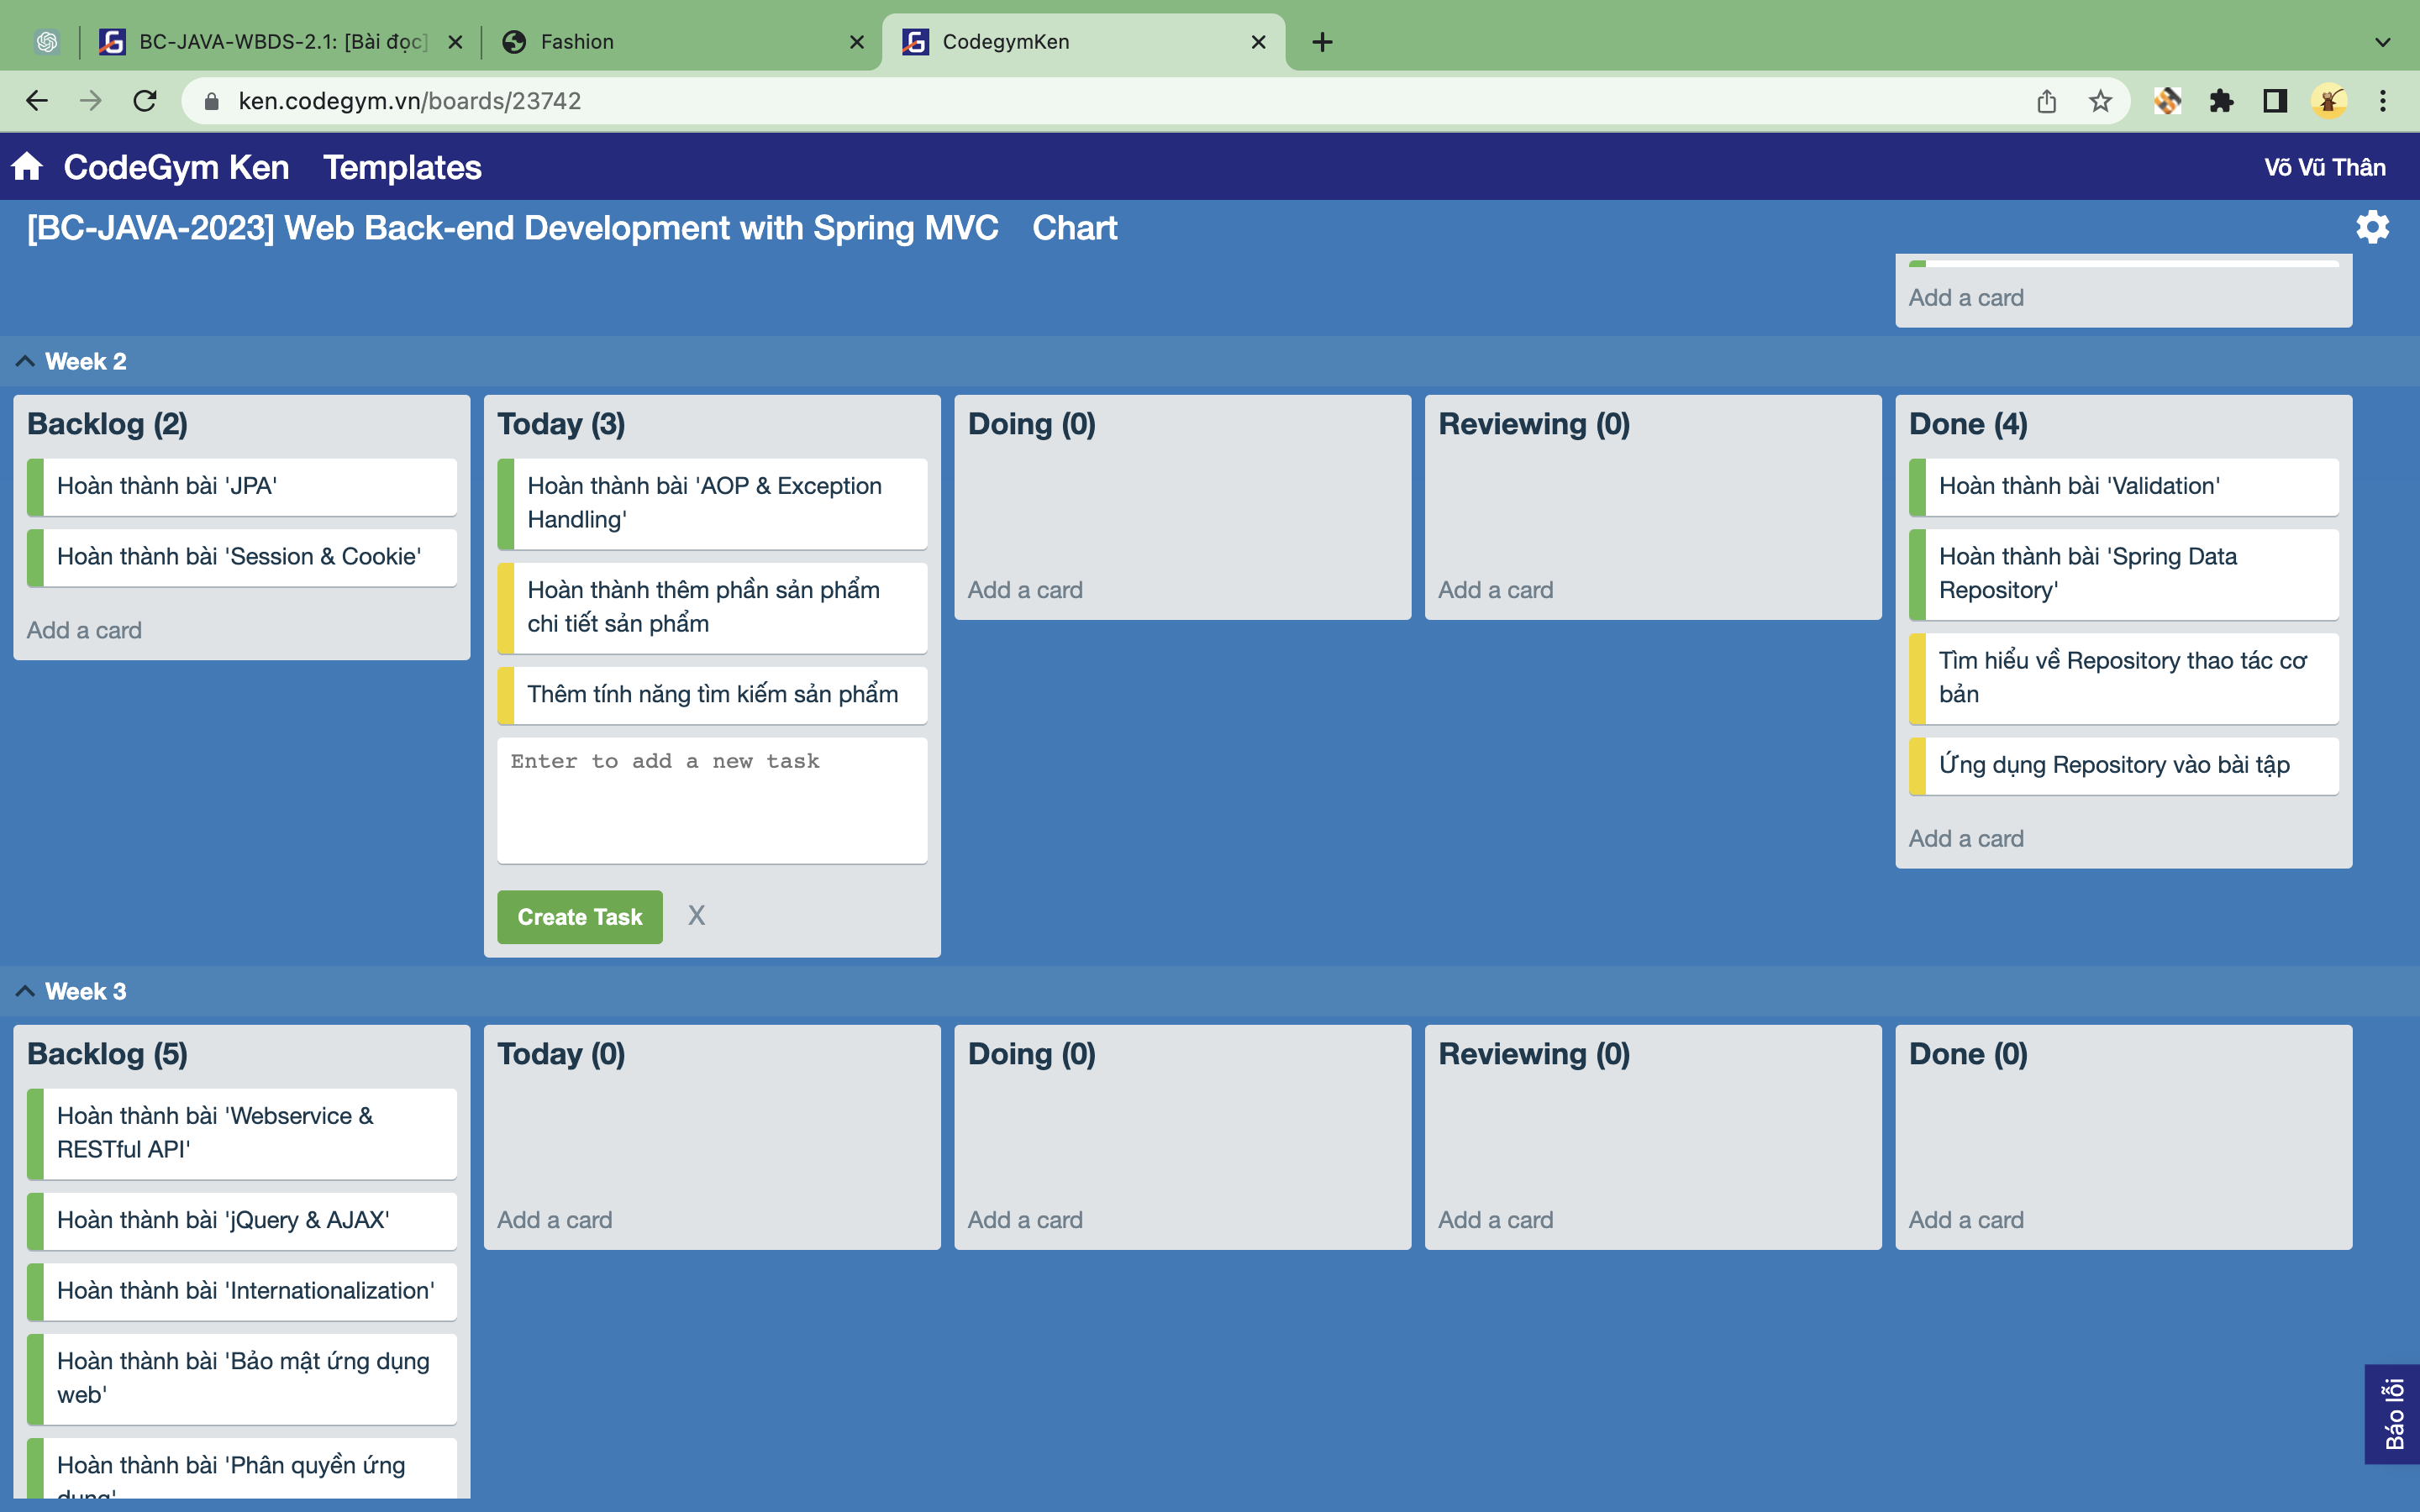 BC-JAVA-WBDS-2.1: [Bài đọc]
Fashion
CodegymKen
ken.codegym.vn/boards/23742
CodeGym Ken
Templates
Võ Vũ Thân
[BC-JAVA-2023] Web Back-end Development with Spring MVC
Chart
Add a card
Week 2
Backlog (2)
Hoàn thành bài 'JPA'
Hoàn thành bài 'Session & Cookie'
Add a card
Today (3)
Hoàn thành bài 'AOP & Exception
Handling'
Hoàn thành thêm phần sản phẩm
chi tiết sản phẩm
Thêm tính năng tìm kiếm sản phẩm
Enter to add a new task
Create Task
X
Doing (0)
Add a card
Reviewing (0)
Add a card
Done (4)
Hoàn thành bài 'Validation'
Hoàn thành bài 'Spring Data
Repository'
Tìm hiểu về Repository thao tác cơ
bản
Ứng dụng Repository vào bài tập
Add a card
Week 3
Backlog (5)
Hoàn thành bài 'Webservice &
RESTful API'
Hoàn thành bài 'jQuery & AJAX'
Hoàn thành bài 'Internationalization'
Hoàn thành bài 'Bảo mật ứng dụng
web'
Hoàn thành bài 'Phân quyền ứng
dụng'
Today (0)
Add a card
Doing (0)
Add a card
Reviewing (0)
Add a card
Done (0)
Add a card
Báo lỗi